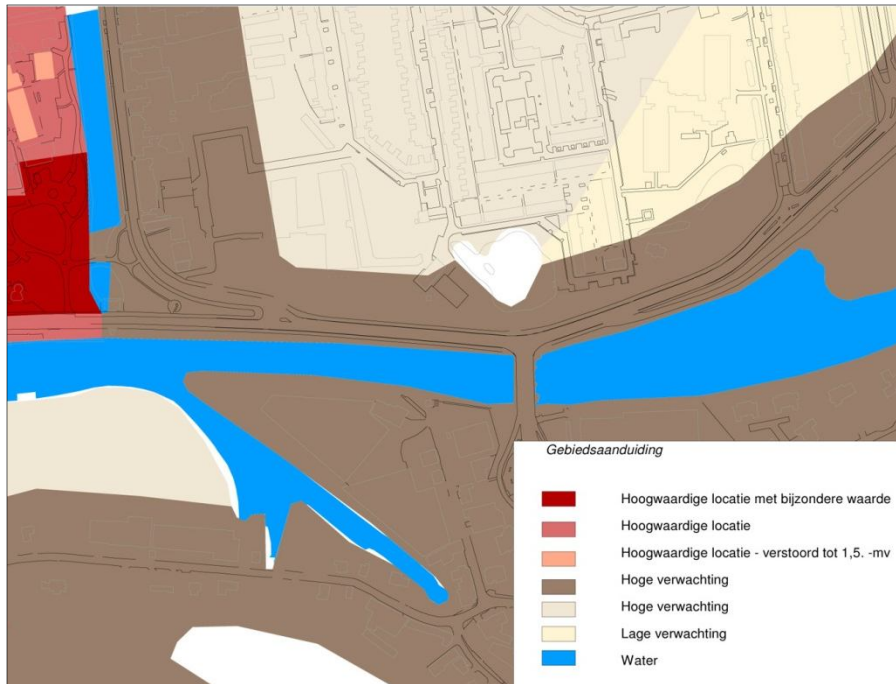 Gebiedsaanduiding
Hoogwaardige locatie met bijzondere waarde
Hoogwaardige locatie
Hoogwaardige locatie - verstoord tot 1,5. -mv
Hoge verwachting
Hoge verwachting
Lage verwachting
Water